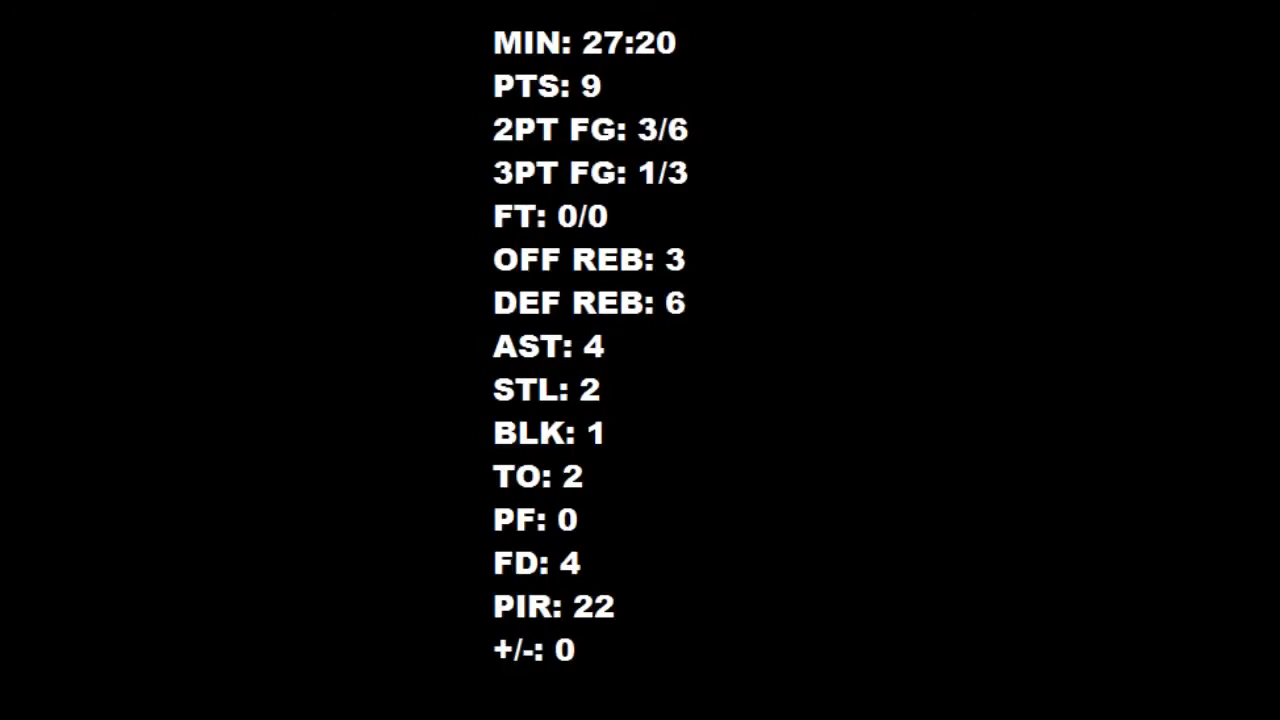 MIN: 27:20
PTS: 9
2PT FG: 3/6
3PT FG: 1/3
FT: 0/0
OFF REB: 3
DEF REB: 6
AST: 4
STL: 2
BLK: 1
TO: 2
PF: 0
FD: 4
PIR: 22
+/-: 0